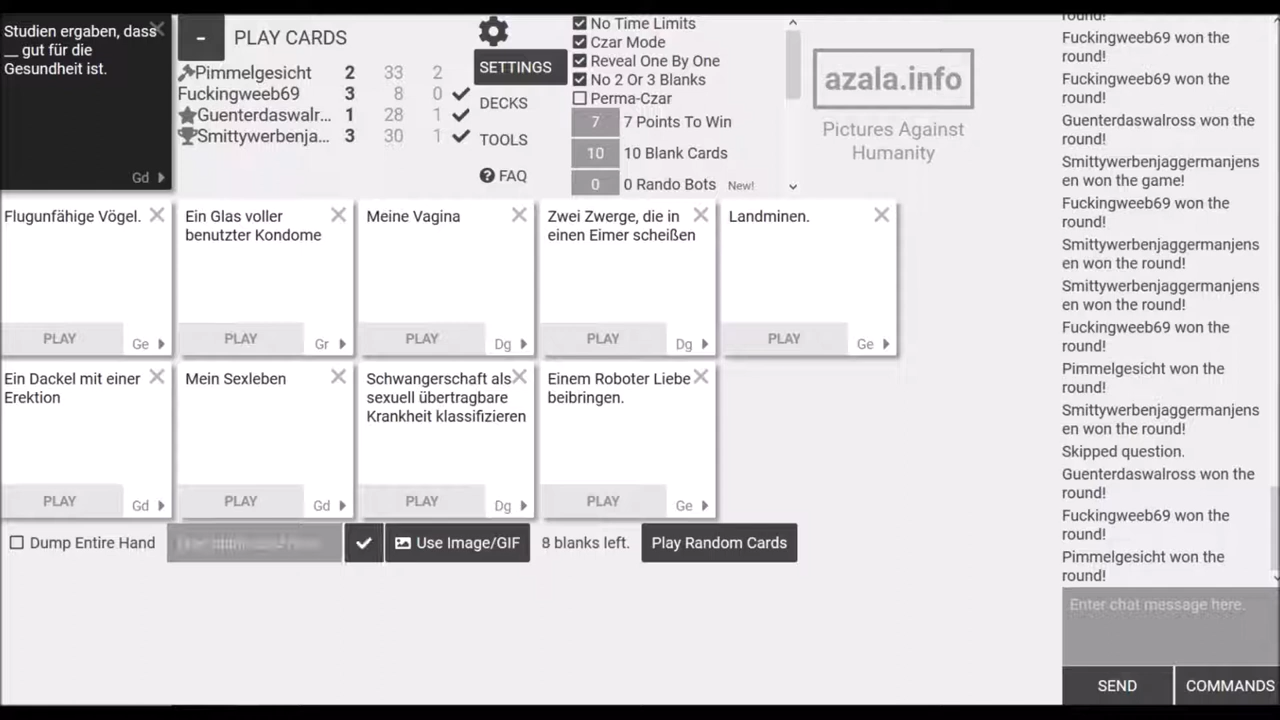 Studien ergaben, dass
__ gut für die
Gesundheit ist.
Gd
-
PLAY CARDS
Pimmelgesicht 2 33 2
Fuckingweeb69 3 8 0
Guenterdaswalr... 1 28 1
Smittywerbenja... 3 30 1
SETTINGS
DECKS
TOOLS
FAQ
No Time Limits
Czar Mode
Reveal One By One
No 2 Or 3 Blanks
Perma-Czar
7 7 Points To Win
10 10 Blank Cards
0 0 Rando Bots New!
azala.info
Pictures Against
Humanity
Flugunfähige Vögel.
PLAY Ge
Ein Glas voller
benutzter Kondome
PLAY Gr
Meine Vagina
PLAY Dg
Zwei Zwerge, die in
einen Eimer scheißen
PLAY Dg
Landminen.
PLAY Ge
Ein Dackel mit einer
Erektion
PLAY Gd
Mein Sexleben
PLAY Gd
Schwangerschaft als
sexuell übertragbare
Krankheit klassifizieren
PLAY Dg
Einem Roboter Liebe
beibringen.
PLAY Ge
Dump Entire Hand
Use Image/GIF
8 blanks left.
Play Random Cards
round!
Fuckingweeb69 won the
round!
Fuckingweeb69 won the
round!
Guenterdaswalross won the
round!
Smittywerbenjaggermanjens
en won the game!
Fuckingweeb69 won the
round!
Smittywerbenjaggermanjens
en won the round!
Smittywerbenjaggermanjens
en won the round!
Fuckingweeb69 won the
round!
Pimmelgesicht won the
round!
Smittywerbenjaggermanjens
en won the round!
Skipped question.
Guenterdaswalross won the
round!
Fuckingweeb69 won the
round!
Pimmelgesicht won the
round!
Enter chat message here.
SEND
COMMANDS